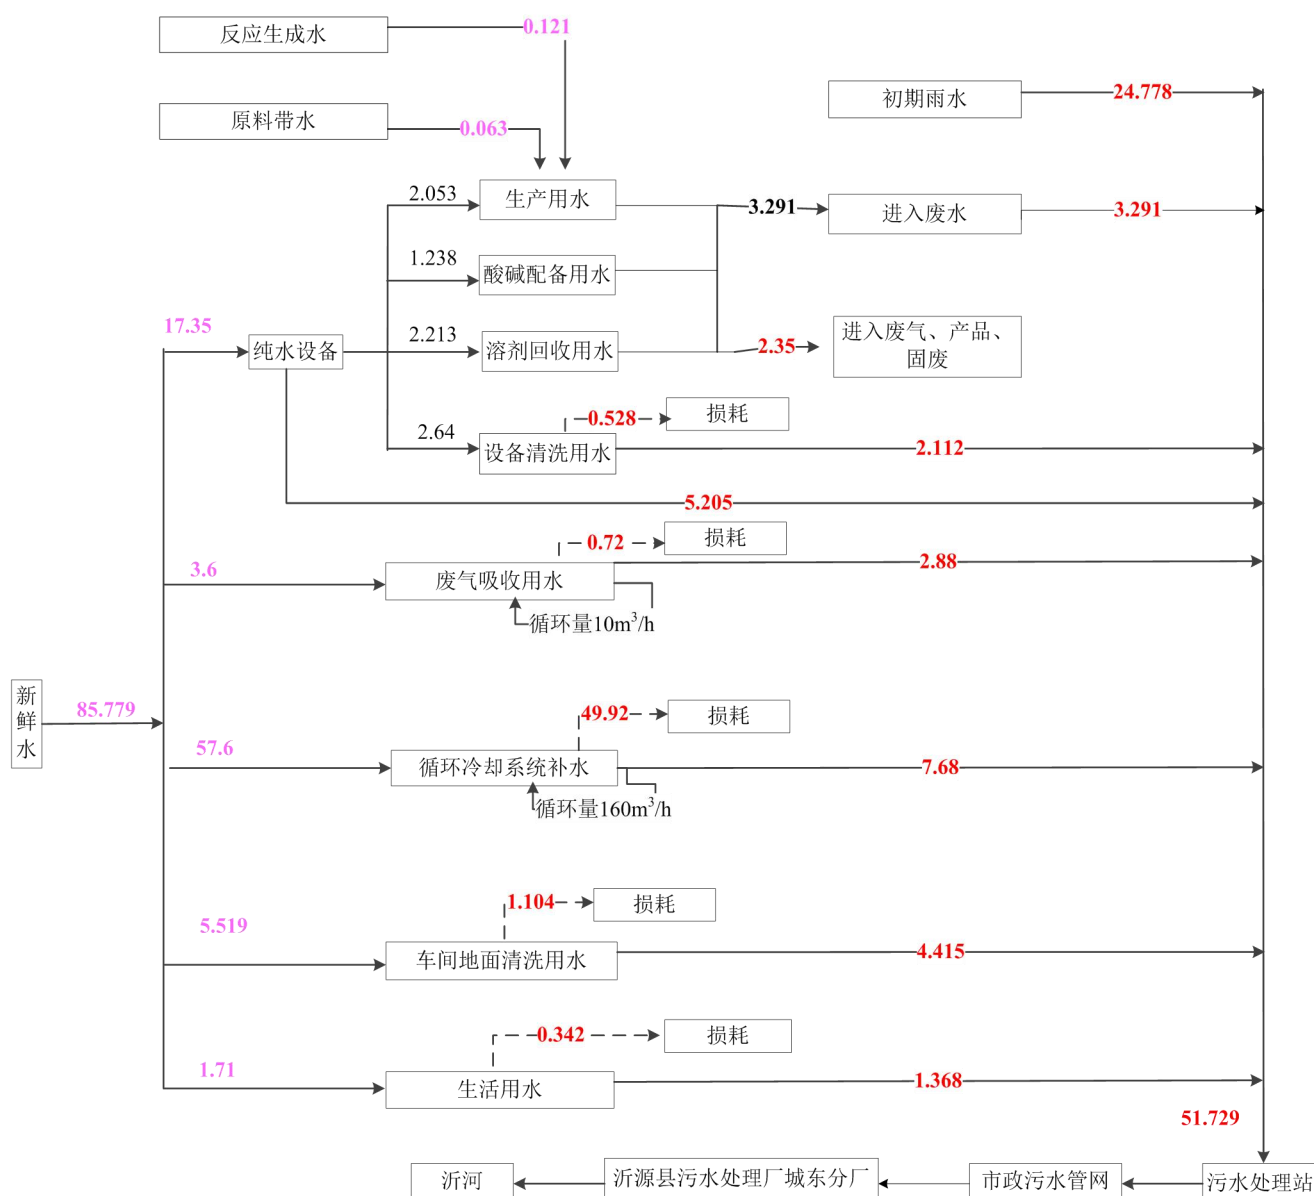 反应生成水
0.121
初期雨水
24.778
原料带水
0.063
2.053
生产用水
3.291
进入废水
3.291
1.238
酸碱配备用水
17.35
纯水设备
2.213
溶剂回收用水
2.35
进入废气、产品、
固废
2.64
设备清洗用水
0.528
损耗
2.112
5.205
3.6
废气吸收用水
0.72
损耗
2.88
循环量10m³/h
新
鲜
水
85.779
57.6
循环冷却系统补水
49.92
损耗
7.68
循环量160m³/h
5.519
车间地面清洗用水
1.104
损耗
4.415
1.71
生活用水
0.342
损耗
1.368
51.729
沂河
沂源县污水处理厂城东分厂
市政污水管网
污水处理站